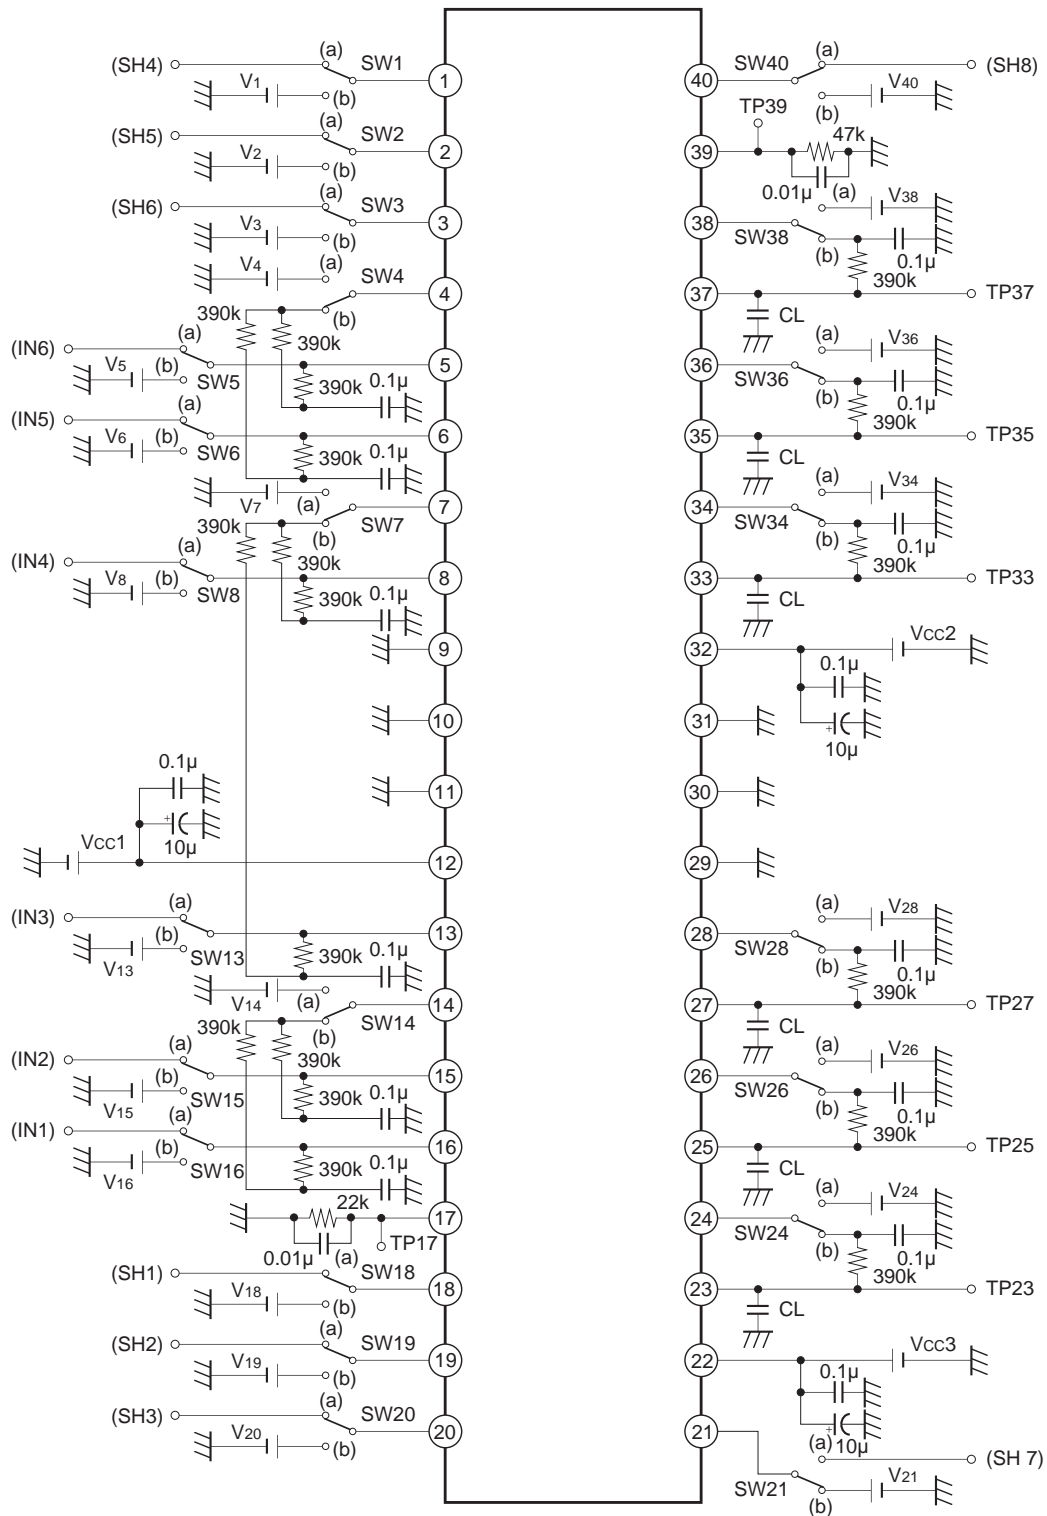 (SH4) (a) SW1 1
V1 (b)
(SH5) (a) SW2 2
V2 (b)
(SH6) (a) SW3 3
V3 (b)
V4 (a) SW4 4
390k (b)
390k
(IN6) (a) 5
V5 (b) SW5 390k 0.1µ
(IN5) (a) 6
V6 (b) SW6 390k 0.1µ
V7 (a) SW7 7
390k (b)
390k
(IN4) (a) 8
V8 (b) SW8 390k 0.1µ
9
10
0.1µ
11
+
10µ
VCC1 12
(IN3) (a) 13
(b) SW13 390k 0.1µ
V13
V14 (a) SW14 14
390k (b)
390k
(IN2) (a) 15
(b) SW15 390k 0.1µ
V15
(IN1) (a) 16
(b) SW16 390k 0.1µ
V16
22k 17
0.01µ (a) TP17
(SH1) SW18 18
V18 (b)
(SH2) (a) SW19 19
V19 (b)
(SH3) (a) SW20 20
V20 (b)
40 SW40 (a) (SH8)
(b) V40
TP39
39 47k
0.01µ (a)
V38
38 SW38 (b) 0.1µ
390k
37 TP37
CL
(a) V36
36 SW36 (b) 0.1µ
390k
35 TP35
CL
(a) V34
34 SW34 (b) 0.1µ
390k
33 TP33
CL
32 VCC2
0.1µ
31
+
10µ
30
29
(a) V28
28 SW28 (b) 0.1µ
390k
27 TP27
CL
(a) V26
26 SW26 (b) 0.1µ
390k
25 TP25
CL
(a) V24
24 SW24 (b) 0.1µ
390k
23 TP23
CL
22 VCC3
0.1µ
21
+
(a) 10µ
(SH 7)
SW21 V21
(b)